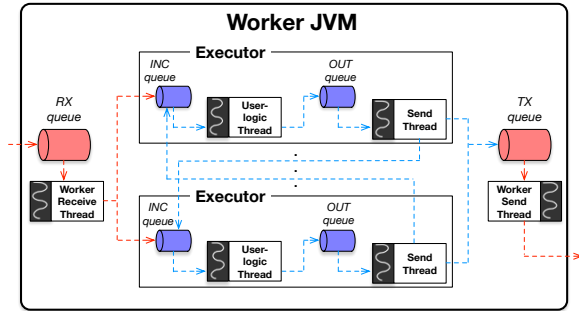 Worker JVM
Executor
INC
queue
OUT
queue
User-
logic
Thread
Send
Thread
RX
queue
TX
queue
Worker
Receive
Thread
Worker
Send
Thread
Executor
INC
queue
OUT
queue
User-
logic
Thread
Send
Thread